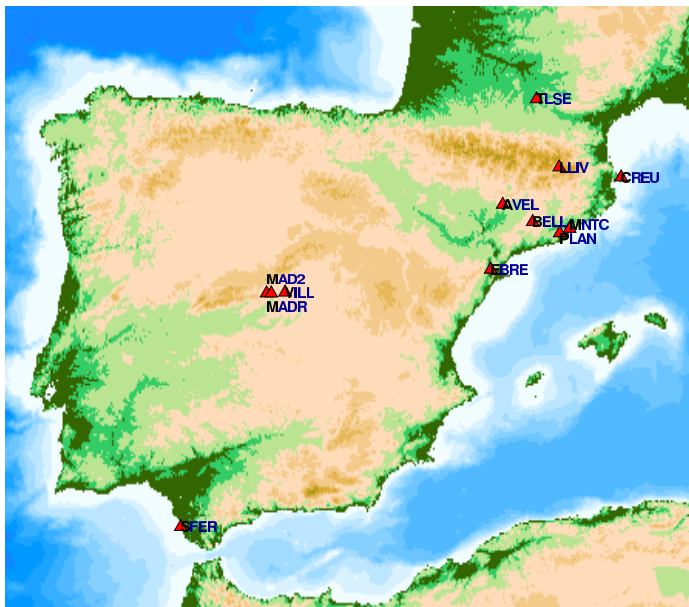 TLSE
LLIV
CREU
AVEL
BELL
MNTC
PLAN
EBRE
MAD2
VILL
MADR
SFER